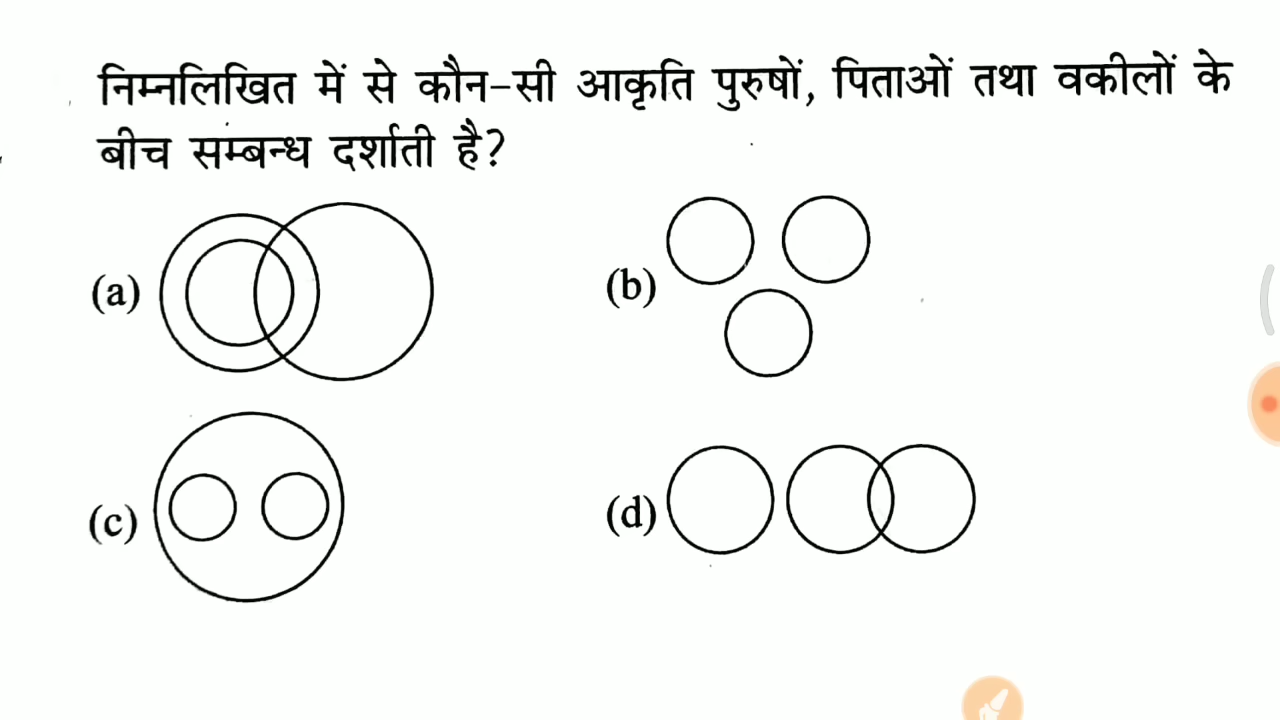 निम्नलिखित में से कौन-सी आकृति पुरुषों, पिताओं तथा वकीलों के
बीच सम्बन्ध दर्शाती है?
(a)
(b)
(c)
(d)